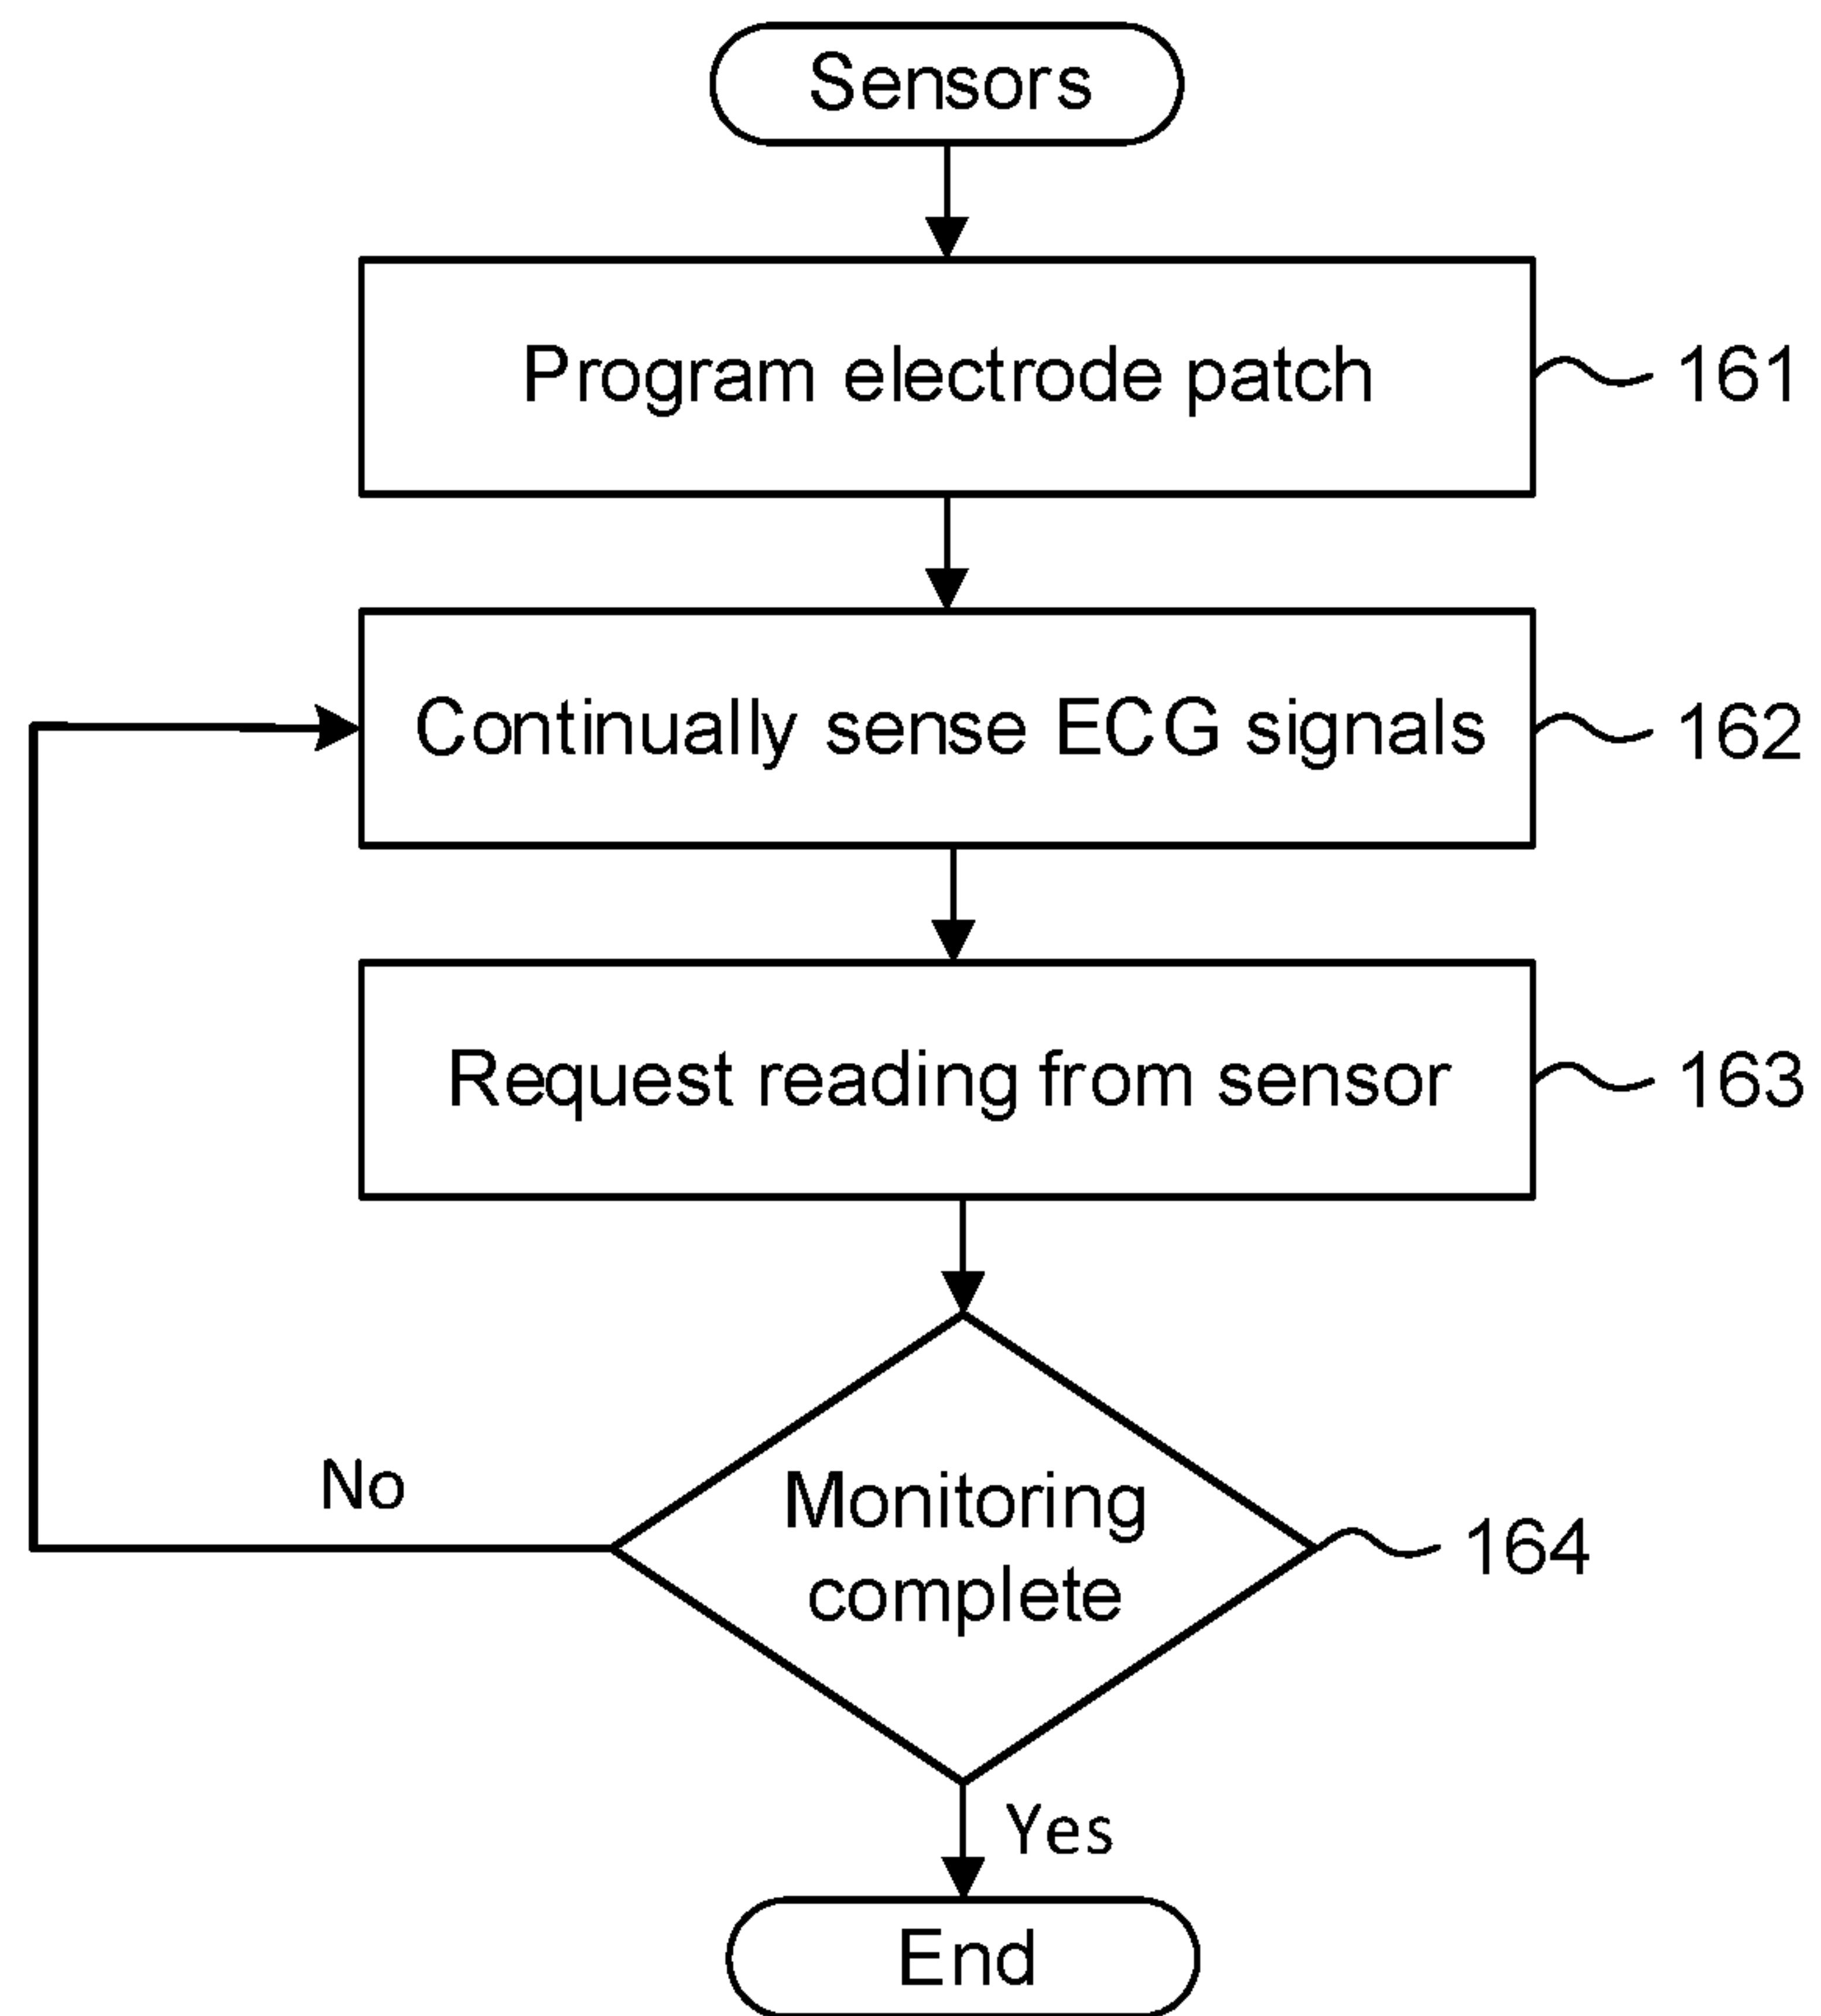 Sensors
Program electrode patch
161
Continually sense ECG signals
162
Request reading from sensor
163
No
Monitoring
complete
164
Yes
End